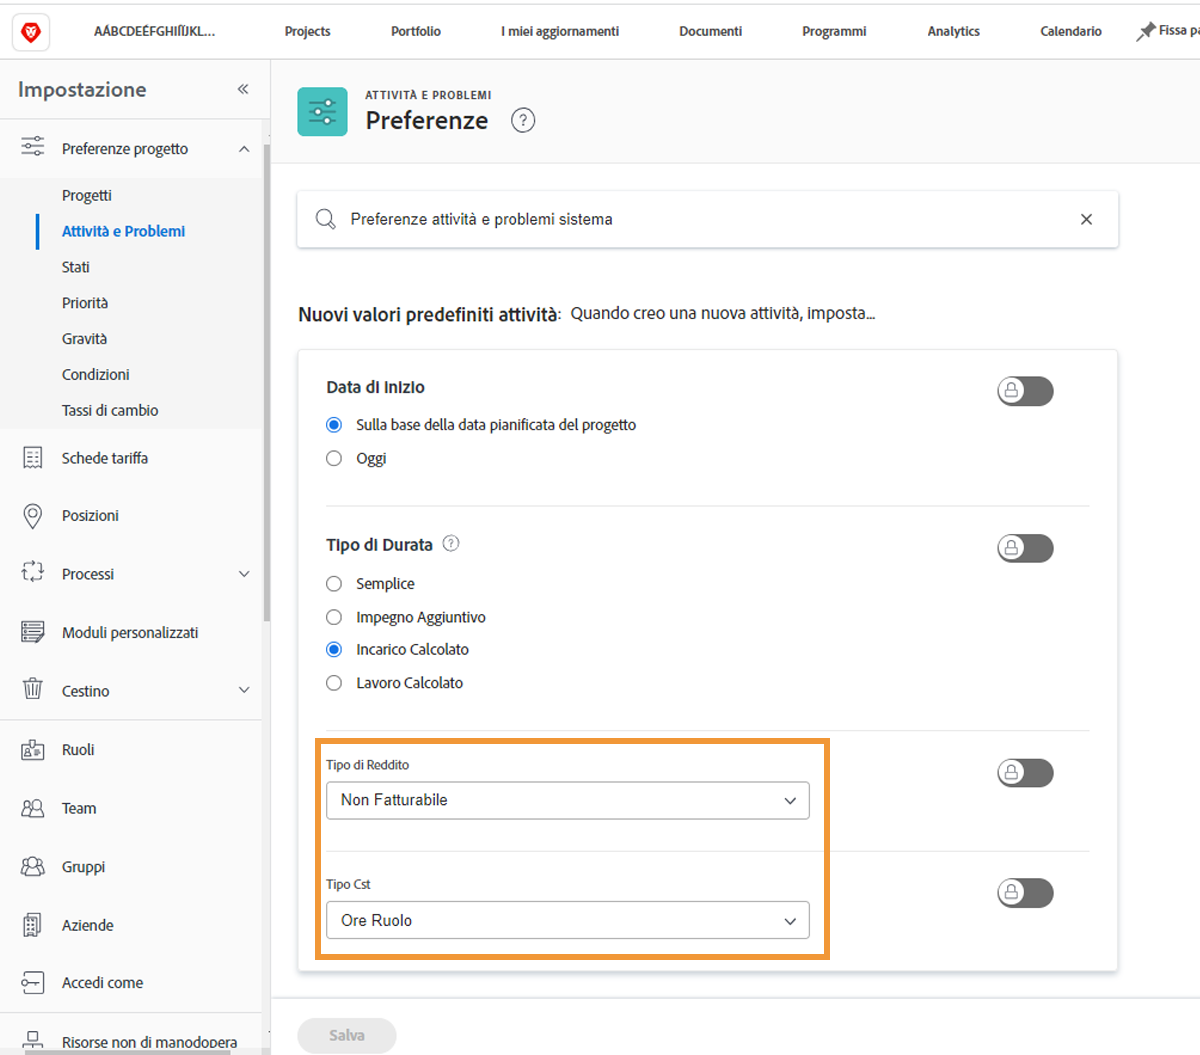 AÁBCDEÉFGHIÍĨJKL...
Projects
Portfolio
I miei aggiornamenti
Documenti
Programmi
Analytics
Calendario
Fissa
Impostazione
Preferenze progetto
Progetti
Attività e Problemi
Stati
Priorità
Gravità
Condizioni
Tassi di cambio
Schede tariffa
Posizioni
Processi
Moduli personalizzati
Cestino
Ruoli
Team
Gruppi
Aziende
Accedi come
Risorse non di manodopera
ATTIVITÀ E PROBLEMI
Preferenze
?
Preferenze attività e problemi sistema
Nuovi valori predefiniti attività: Quando creo una nuova attività, imposta...
Data di inizio
Sulla base della data pianificata del progetto
Oggi
Tipo di Durata ?
Semplice
Impegno Aggiuntivo
Incarico Calcolato
Lavoro Calcolato
Tipo di Reddito
Non Fatturabile
Tipo Cst
Ore Ruolo
Salva